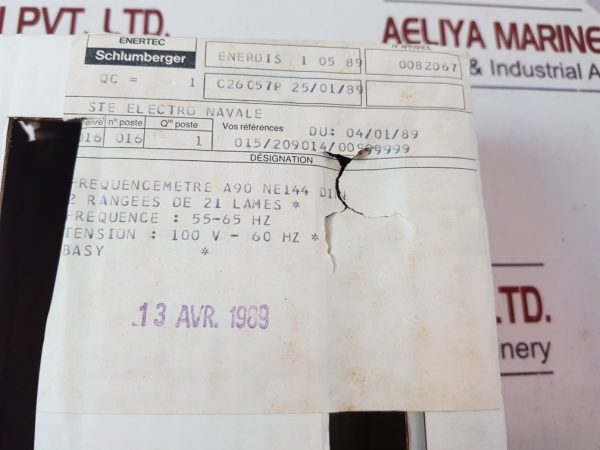 PVT. LTD.
AELIYA MARINE
& Industrial A
ENERTEC
Schlumberger
ENERDIS 1 05 89
N° APPAREIL
0082067
QC = 1
C26C57P 25/01/89
STE ELECTRO NAVALE
n° poste
Qté poste
Vos références
DU: 04/01/89
016 016 1
015/209014/00999999
DÉSIGNATION
FREQUENCEMETRE A90 NE144 DIN
2 RANGEES DE 21 LAMES *
FREQUENCE : 55-65 HZ
TENSION : 100 V - 60 HZ *
BASY *
13 AVR. 1989
LTD.
nery